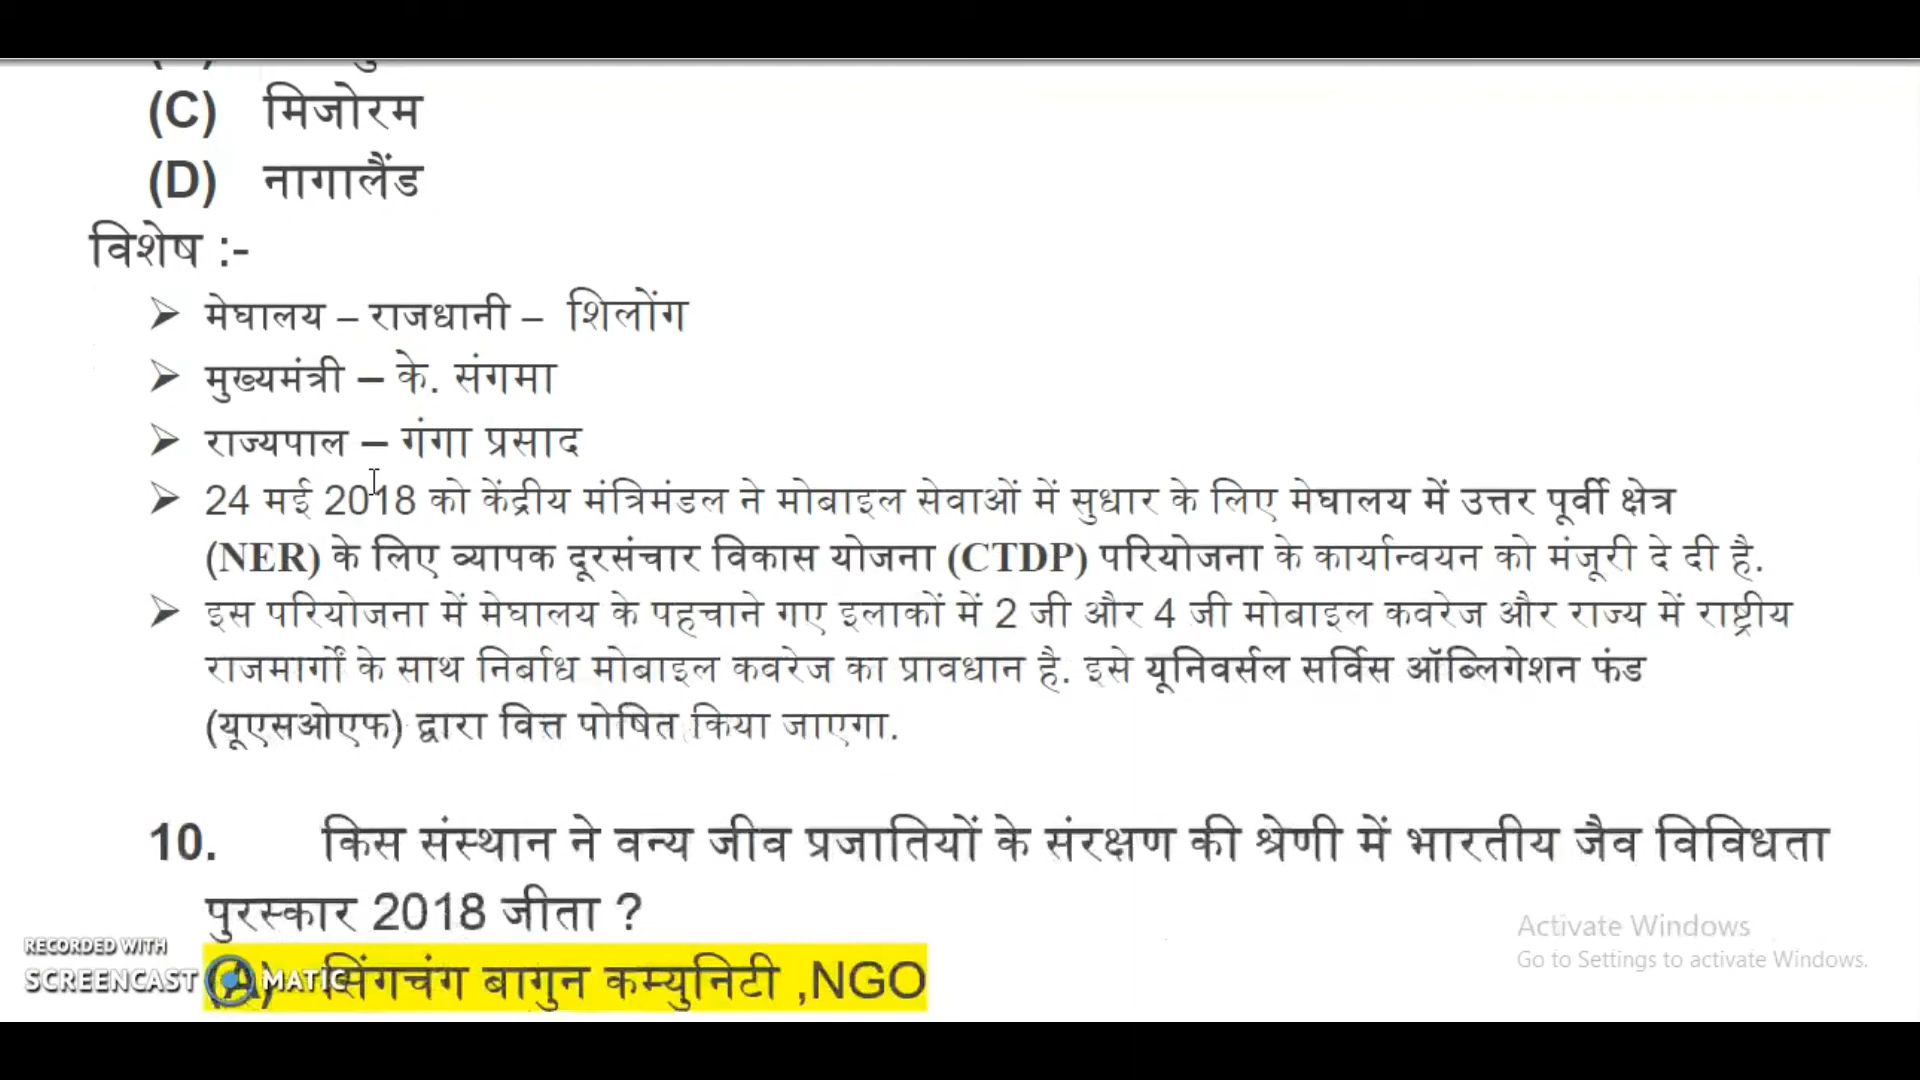 (C) मिजोरम
(D) नागालैंड
विशेष :-
➢ मेघालय – राजधानी – शिलोंग
➢ मुख्यमंत्री – के. संगमा
➢ राज्यपाल – गंगा प्रसाद
➢ 24 मई 2018 को केंद्रीय मंत्रिमंडल ने मोबाइल सेवाओं में सुधार के लिए मेघालय में उत्तर पूर्वी क्षेत्र
(NER) के लिए व्यापक दूरसंचार विकास योजना (CTDP) परियोजना के कार्यान्वयन को मंजूरी दे दी है.
➢ इस परियोजना में मेघालय के पहचाने गए इलाकों में 2 जी और 4 जी मोबाइल कवरेज और राज्य में राष्ट्रीय
राजमार्गों के साथ निर्बाध मोबाइल कवरेज का प्रावधान है. इसे यूनिवर्सल सर्विस ऑब्लिगेशन फंड
(यूएसओएफ) द्वारा वित्त पोषित किया जाएगा.
10. किस संस्थान ने वन्य जीव प्रजातियों के संरक्षण की श्रेणी में भारतीय जैव विविधता
पुरस्कार 2018 जीता ?
(A) सिंगचंग बागुन कम्युनिटी ,NGO
RECORDED WITH
SCREENCAST MATIC
Activate Windows
Go to Settings to activate Windows.